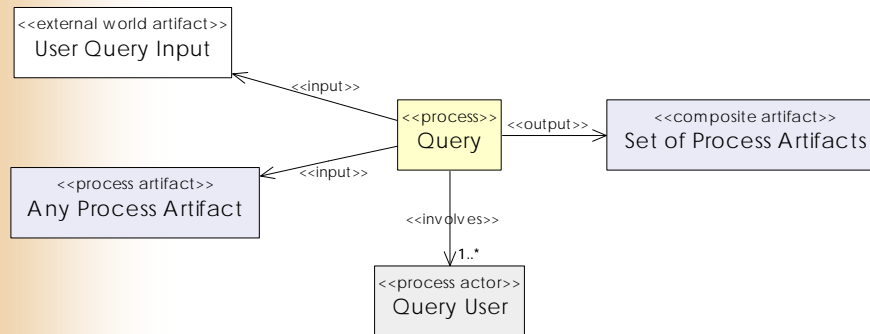 <<external world artifact>>
User Query Input
<<input>>
<<process>>
Query
<<output>>
<<composite artifact>>
Set of Process Artifacts
<<process artifact>>
Any Process Artifact
<<input>>
<<involves>>
1..*
<<process actor>>
Query User